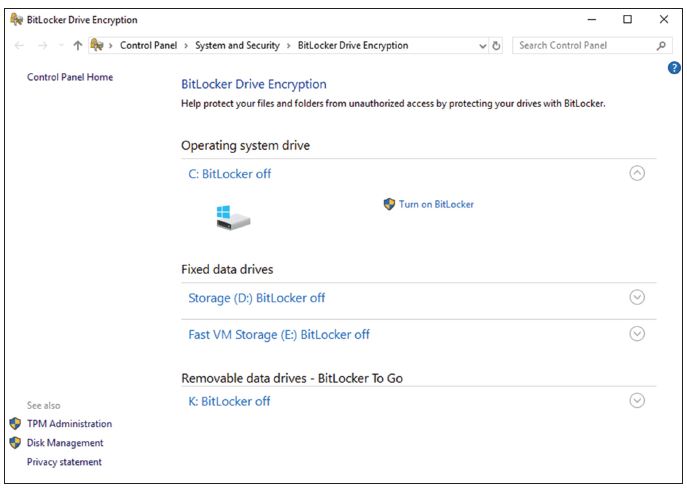 BitLocker Drive Encryption
Control Panel > System and Security > BitLocker Drive Encryption
Search Control Panel
?
Control Panel Home
BitLocker Drive Encryption
Help protect your files and folders from unauthorized access by protecting your drives with BitLocker.
Operating system drive
C: BitLocker off
Turn on BitLocker
Fixed data drives
Storage (D:) BitLocker off
Fast VM Storage (E:) BitLocker off
Removable data drives - BitLocker To Go
K: BitLocker off
See also
TPM Administration
Disk Management
Privacy statement